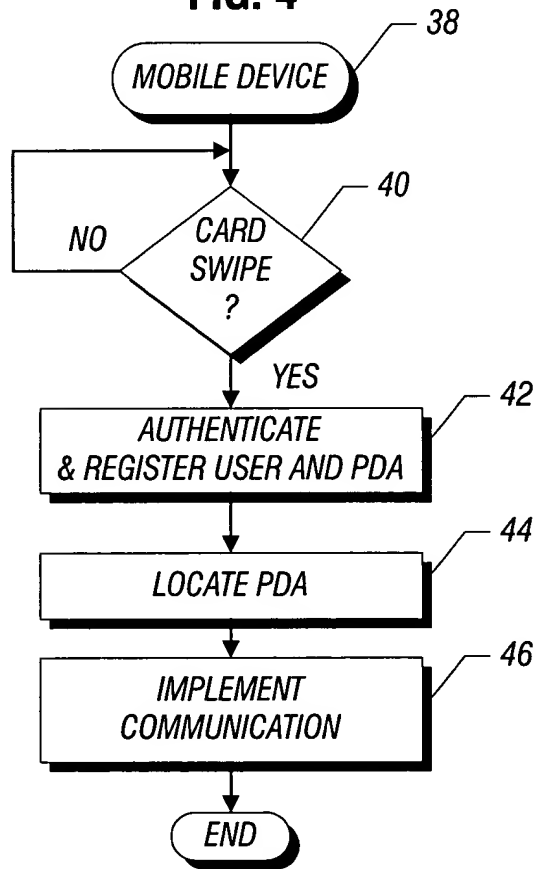 FIG. 4
38
MOBILE DEVICE
40
NO
CARD
SWIPE
?
YES
42
AUTHENTICATE
& REGISTER USER AND PDA
44
LOCATE PDA
46
IMPLEMENT
COMMUNICATION
END